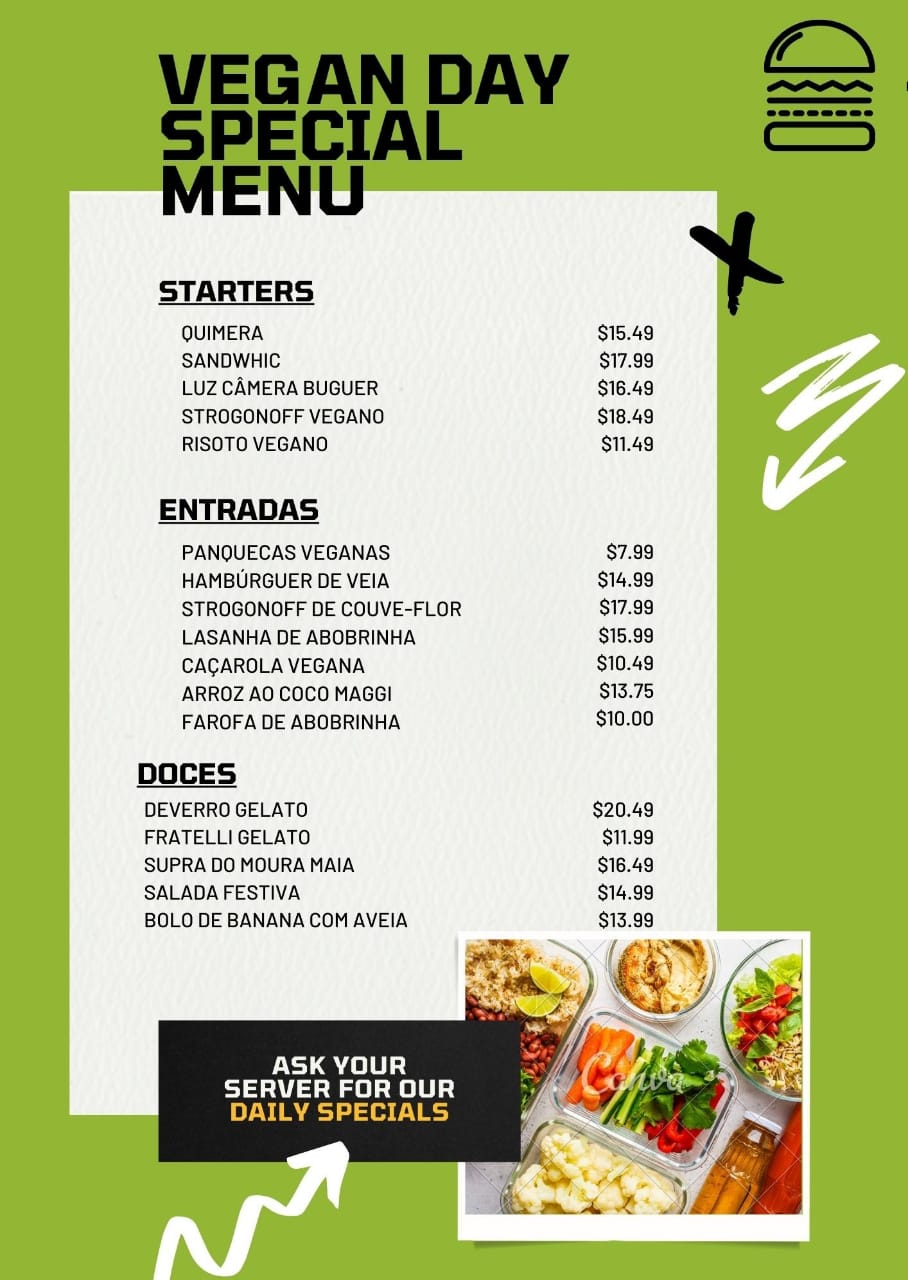 VEGAN DAY
SPECIAL
MENU
STARTERS
QUIMERA $15.49
SANDWHIC $17.99
LUZ CÂMERA BUGUER $16.49
STROGONOFF VEGANO $18.49
RISOTO VEGANO $11.49
ENTRADAS
PANQUECAS VEGANAS $7.99
HAMBÚRGUER DE VEIA $14.99
STROGONOFF DE COUVE-FLOR $17.99
LASANHA DE ABOBRINHA $15.99
CAÇAROLA VEGANA $10.49
ARROZ AO COCO MAGGI $13.75
FAROFA DE ABOBRINHA $10.00
DOCES
DEVERRO GELATO $20.49
FRATELLI GELATO $11.99
SUPRA DO MOURA MAIA $16.49
SALADA FESTIVA $14.99
BOLO DE BANANA COM AVEIA $13.99
ASK YOUR
SERVER FOR OUR
DAILY SPECIALS
Canva